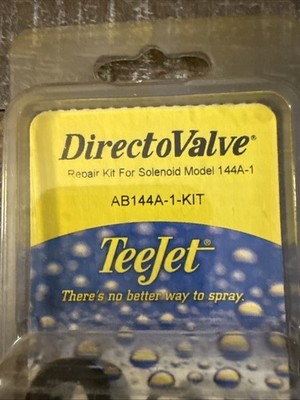 DirectoValve®
Repair Kit For Solenoid Model 144A-1
AB144A-1-KIT
TeeJet®
There's no better way to spray.